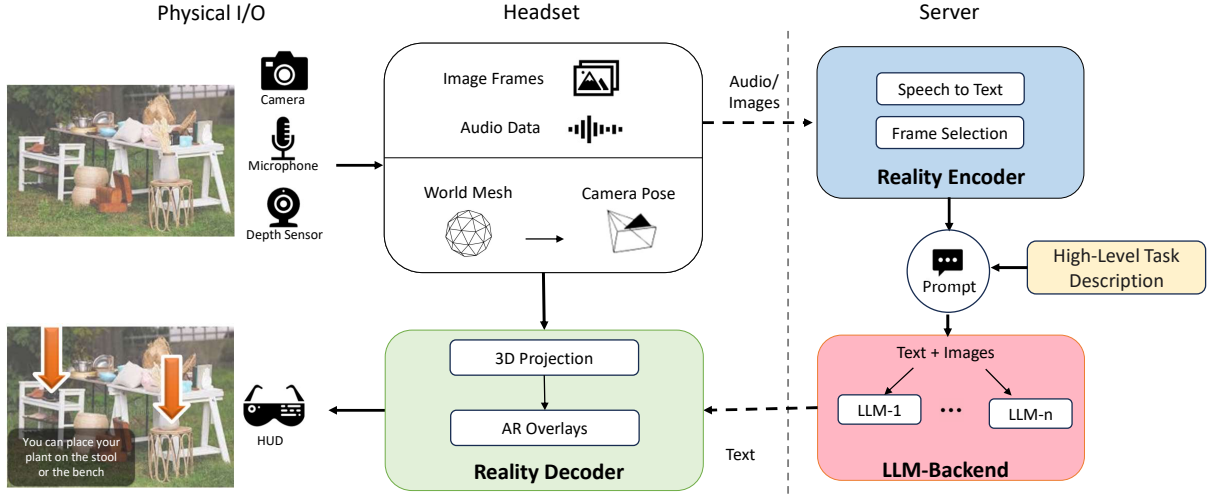 Physical I/O
Headset
Server
Camera
Microphone
Depth Sensor
Image Frames
Audio Data
World Mesh
Camera Pose
Audio/
Images
Speech to Text
Frame Selection
Reality Encoder
Prompt
High-Level Task
Description
Text + Images
LLM-1
...
LLM-n
LLM-Backend
Text
3D Projection
AR Overlays
Reality Decoder
HUD
You can place your
plant on the stool
or the bench